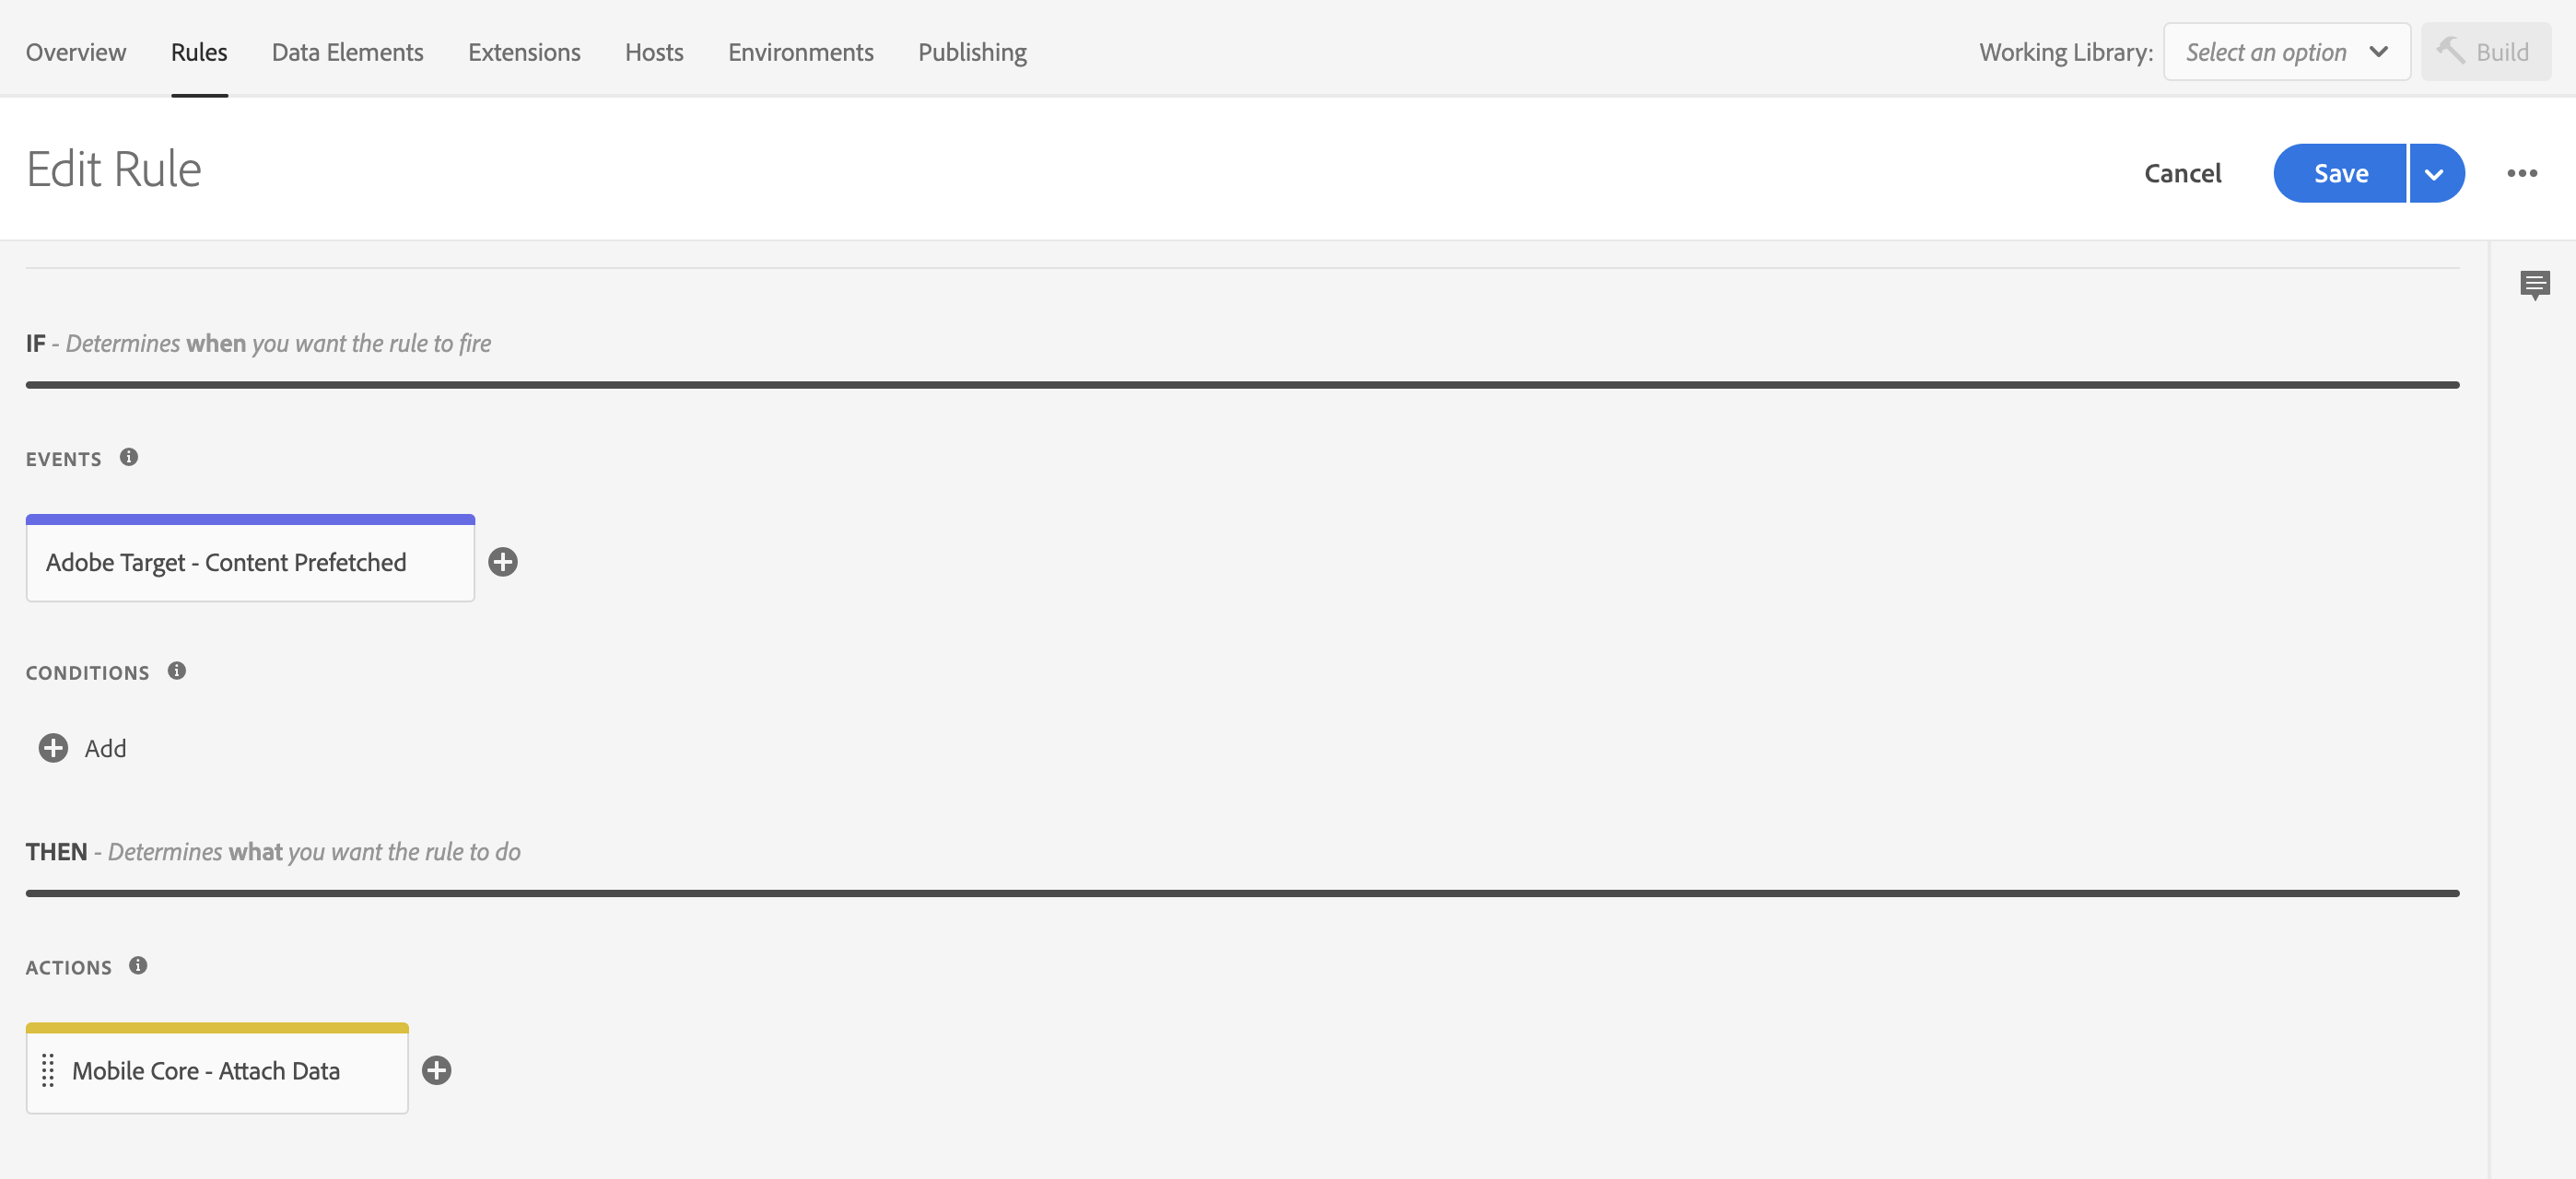 Overview Rules Data Elements Extensions Hosts Environments Publishing Working Library: Select an option Build
Edit Rule Cancel Save
IF - Determines when you want the rule to fire
EVENTS
Adobe Target - Content Prefetched
CONDITIONS
Add
THEN - Determines what you want the rule to do
ACTIONS
Mobile Core - Attach Data